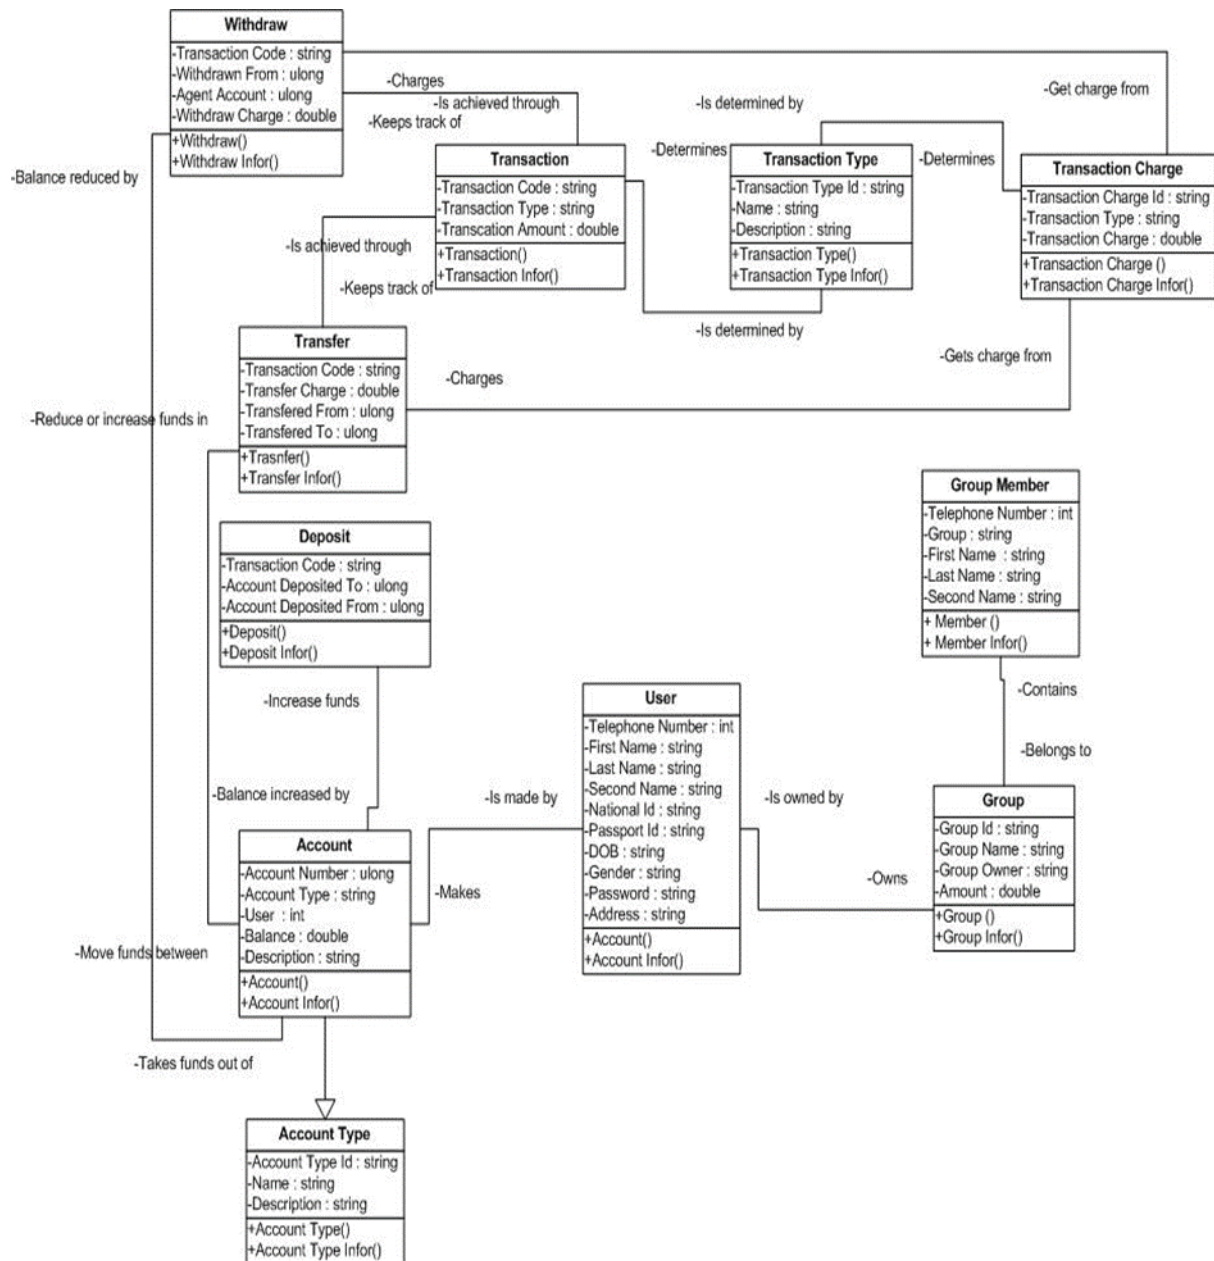 Withdraw
-Transaction Code : string
-Withdrawn From : ulong
-Agent Account : ulong
-Withdraw Charge : double
+Withdraw()
+Withdraw Infor()
-Charges
-Is achieved through
-Keeps track of
-Is determined by
-Get charge from
-Balance reduced by
Transaction
-Transaction Code : string
-Transaction Type : string
-Transcation Amount : double
+Transaction()
+Transaction Infor()
-Determines
Transaction Type
-Transaction Type Id : string
-Name : string
-Description : string
+Transaction Type()
+Transaction Type Infor()
-Determines
Transaction Charge
-Transaction Charge Id : string
-Transaction Type : string
-Transaction Charge : double
+Transaction Charge ()
+Transaction Charge Infor()
-Is achieved through
-Keeps track of
-Is determined by
-Gets charge from
Transfer
-Transaction Code : string
-Transfer Charge : double
-Transfered From : ulong
-Transfered To : ulong
+Trasnfer()
+Transfer Infor()
-Charges
-Reduce or increase funds in
Deposit
-Transaction Code : string
-Account Deposited To : ulong
-Account Deposited From : ulong
+Deposit()
+Deposit Infor()
Group Member
-Telephone Number : int
-Group : string
-First Name : string
-Last Name : string
-Second Name : string
+ Member ()
+ Member Infor()
-Increase funds
-Contains
-Belongs to
User
-Telephone Number : int
-First Name : string
-Last Name : string
-Second Name : string
-National Id : string
-Passport Id : string
-DOB : string
-Gender : string
-Password : string
-Address : string
+Account()
+Account Infor()
-Balance increased by
-Is made by
-Is owned by
Group
-Group Id : string
-Group Name : string
-Group Owner : string
-Amount : double
+Group ()
+Group Infor()
Account
-Account Number : ulong
-Account Type : string
-User : int
-Balance : double
-Description : string
+Account()
+Account Infor()
-Makes
-Owns
-Move funds between
-Takes funds out of
Account Type
-Account Type Id : string
-Name : string
-Description : string
+Account Type()
+Account Type Infor()